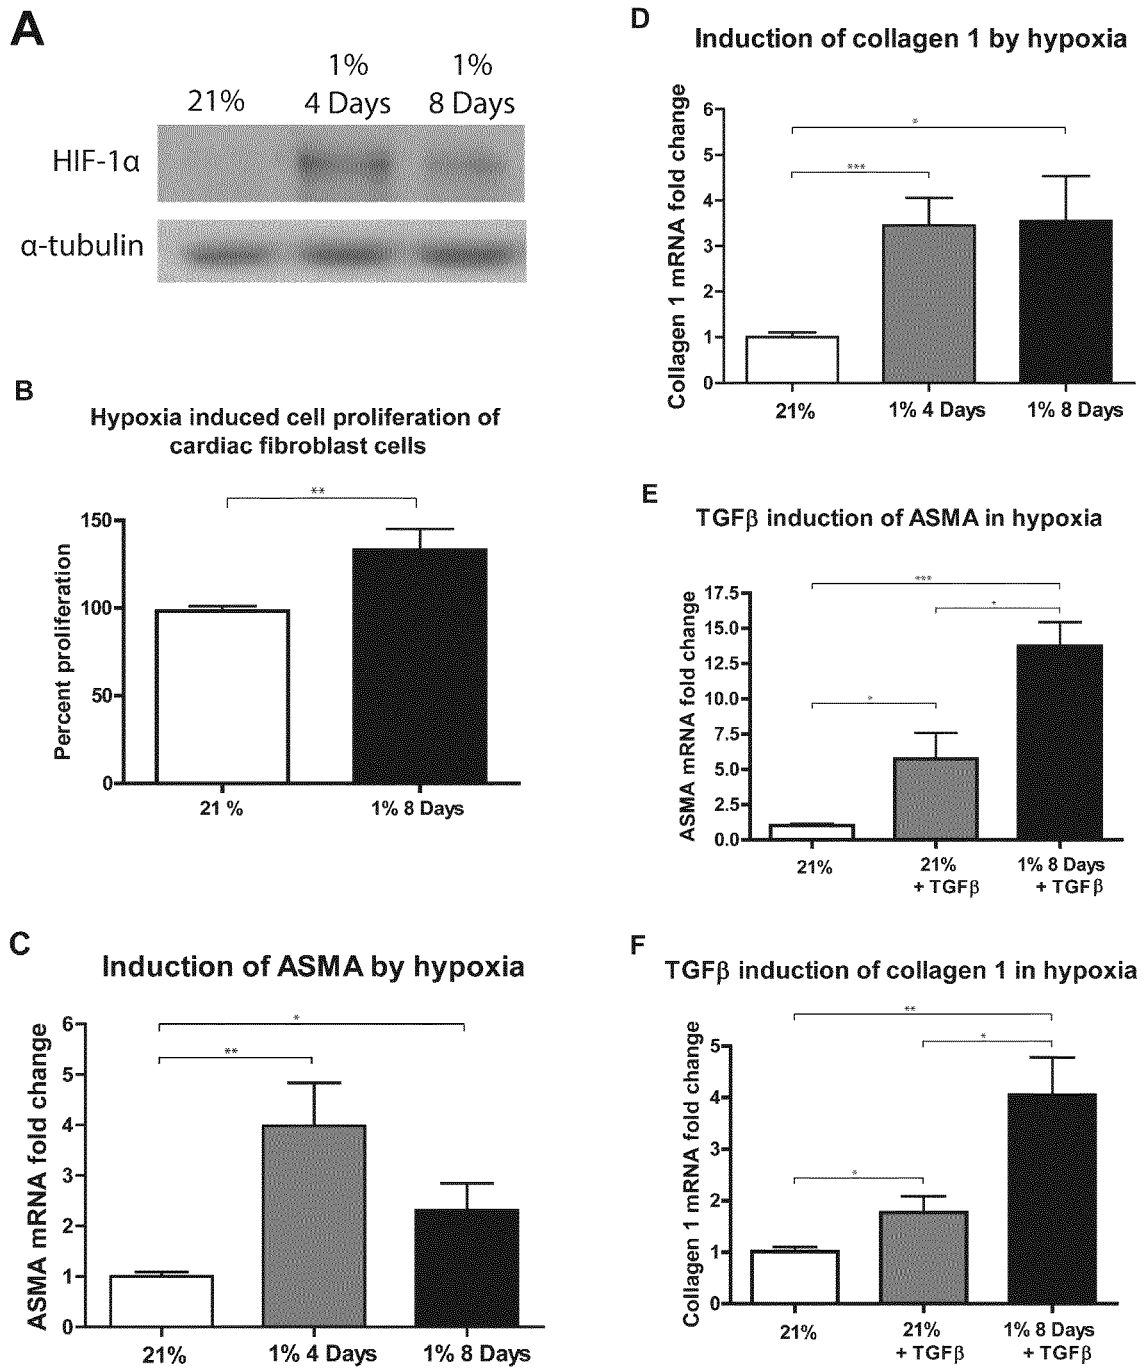 A
21%
1%
4 Days
1%
8 Days
HIF-1α
α-tubulin
B
Hypoxia induced cell proliferation of
cardiac fibroblast cells
**
Percent proliferation
150
100
50
0
21 %
1% 8 Days
C
Induction of ASMA by hypoxia
*
**
ASMA mRNA fold change
6
5
4
3
2
1
0
21%
1% 4 Days
1% 8 Days
D
Induction of collagen 1 by hypoxia
*
***
Collagen 1 mRNA fold change
6
5
4
3
2
1
0
21%
1% 4 Days
1% 8 Days
E
TGFβ induction of ASMA in hypoxia
***
*
*
ASMA mRNA fold change
17.5
15.0
12.5
10.0
7.5
5.0
2.5
0.0
21%
21%
+ TGFβ
1% 8 Days
+ TGFβ
F
TGFβ induction of collagen 1 in hypoxia
**
*
*
Collagen 1 mRNA fold change
5
4
3
2
1
0
21%
21%
+ TGFβ
1% 8 Days
+ TGFβ